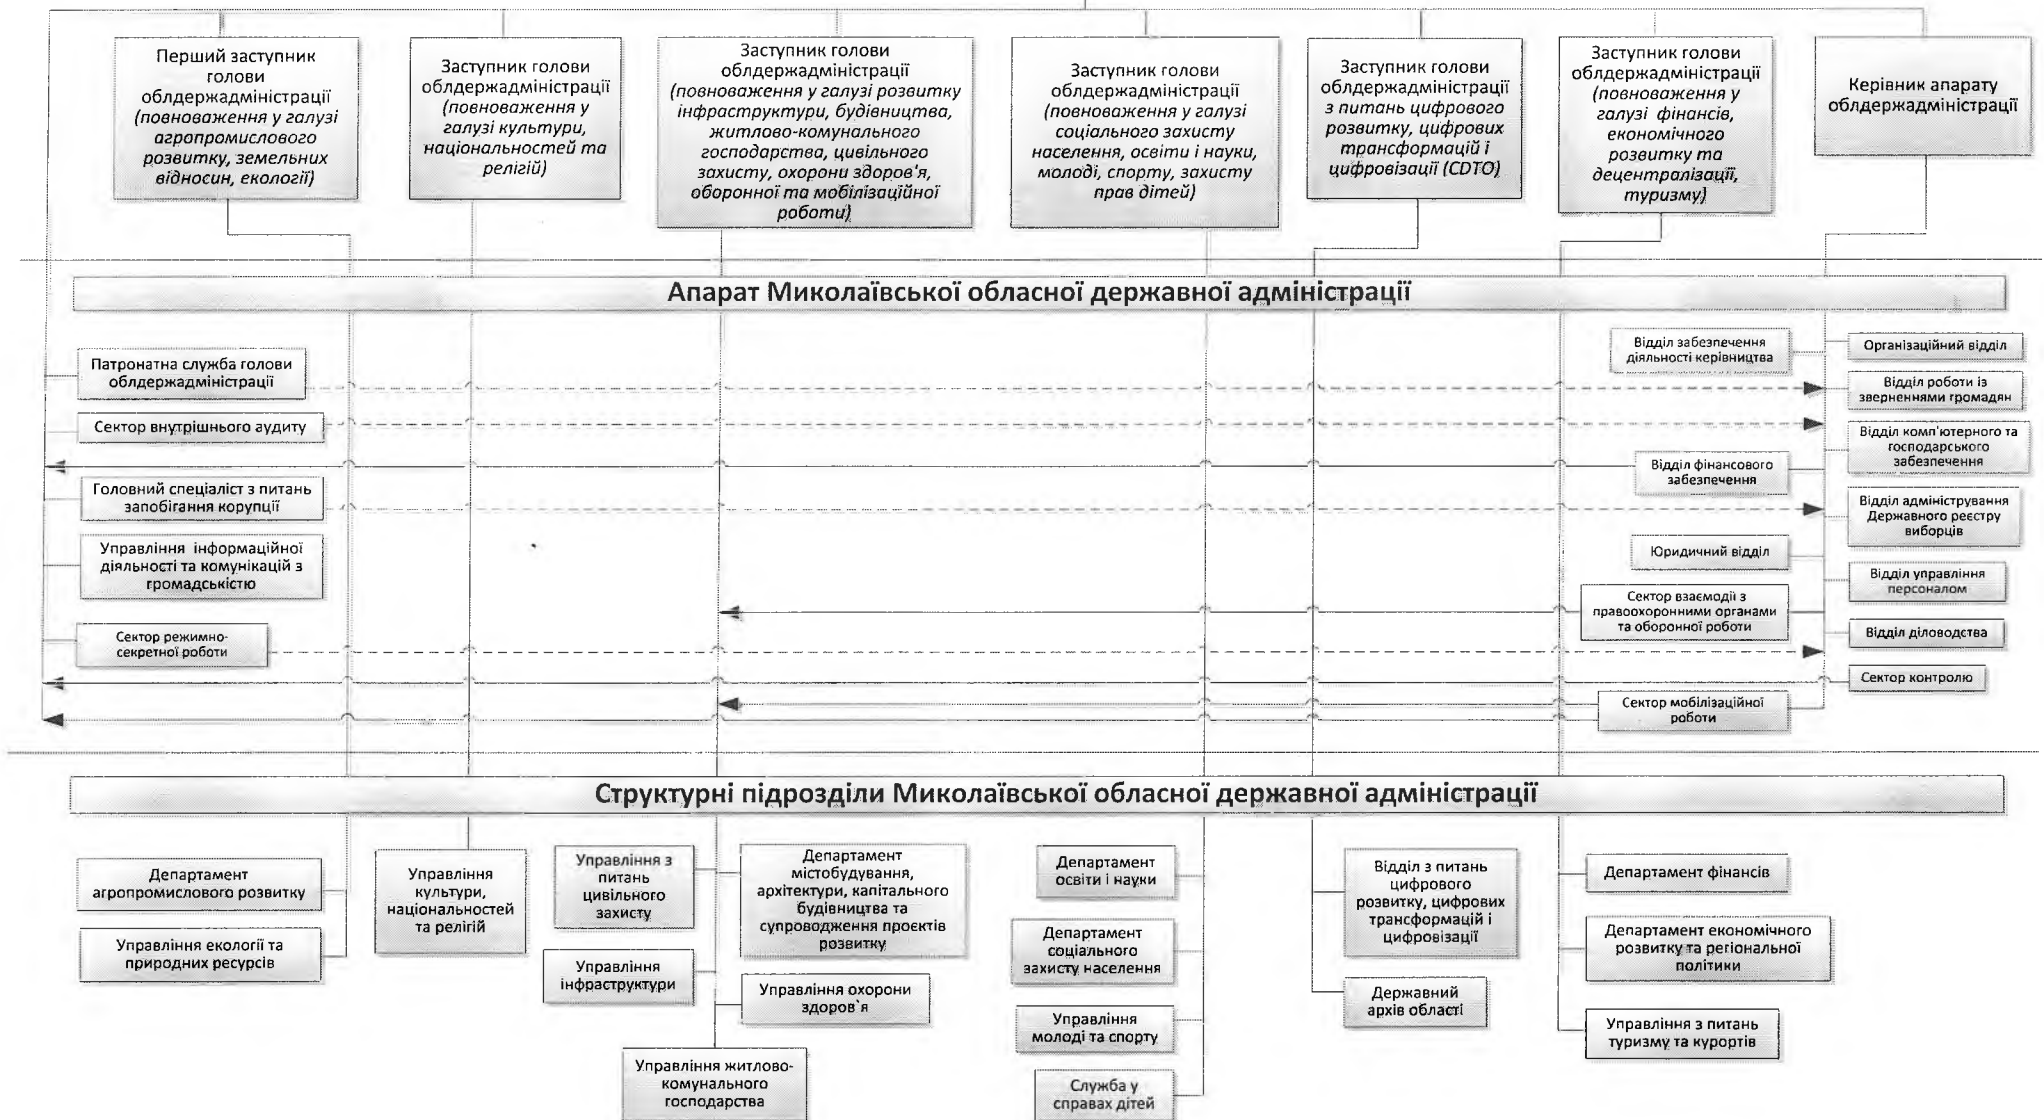 Перший заступник
голови
облдержадміністрації
(повноваження у галузі
агропромислового
розвитку, земельних
відносин, екології)
Заступник голови
облдержадміністрації
(повноваження у
галузі культури,
національностей та
релігій)
Заступник голови
облдержадміністрації
(повноваження у галузі розвитку
інфраструктури, будівництва,
житлово-комунального
господарства, цивільного
захисту, охорони здоров'я,
оборонної та мобілізаційної
роботи)
Заступник голови
облдержадміністрації
(повноваження у галузі
соціального захисту
населення, освіти і науки,
молоді, спорту, захисту
прав дітей)
Заступник голови
облдержадміністрації
з питань цифрового
розвитку, цифрових
трансформацій і
цифровізації (CDTO)
Заступник голови
облдержадміністрації
(повноваження у
галузі фінансів,
економічного
розвитку та
децентралізації,
туризму)
Керівник апарату
облдержадміністрації
Апарат Миколаївської обласної державної адміністрації
Патронатна служба голови
облдержадміністрації
Сектор внутрішнього аудиту
Головний спеціаліст з питань
запобігання корупції
Управління інформаційної
діяльності та комунікацій з
громадськістю
Сектор режимно-
секретної роботи
Відділ забезпечення
діяльності керівництва
Відділ фінансового
забезпечення
Юридичний відділ
Сектор взаємодії з
правоохоронними органами
та оборонної роботи
Сектор мобілізаційної
роботи
Організаційний відділ
Відділ роботи із
зверненнями громадян
Відділ комп'ютерного та
господарського
забезпечення
Відділ адміністрування
Державного реєстру
виборців
Відділ управління
персоналом
Відділ діловодства
Сектор контролю
Структурні підрозділи Миколаївської обласної державної адміністрації
Департамент
агропромислового розвитку
Управління екології та
природних ресурсів
Управління
культури,
національностей
та релігій
Управління з
питань
цивільного
захисту
Управління
інфраструктури
Департамент
містобудування,
архітектури, капітального
будівництва та
супроводження проєктів
розвитку
Управління охорони
здоров`я
Управління житлово-
комунального
господарства
Департамент
освіти і науки
Департамент
соціального
захисту населення
Управління
молоді та спорту
Служба у
справах дітей
Відділ з питань
цифрового
розвитку, цифрових
трансформацій і
цифровізації
Державний
архів області
Департамент фінансів
Департамент економічного
розвитку та регіональної
політики
Управління з питань
туризму та курортів